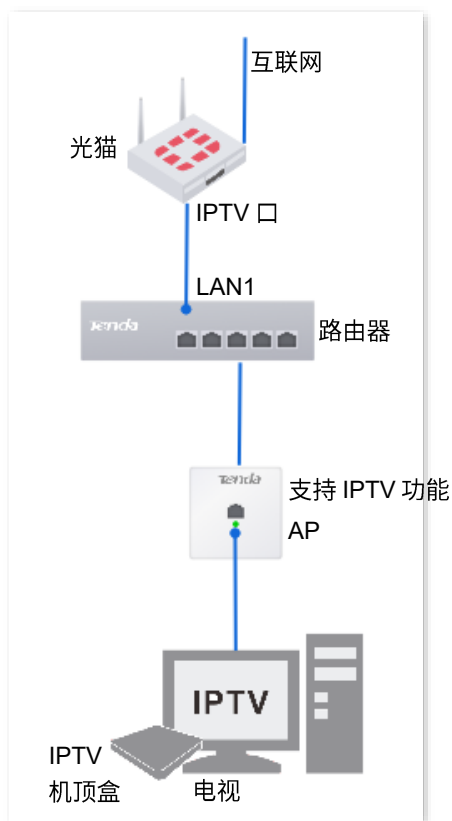 互联网
光猫
IPTV 口
LAN1
Tenda
路由器
Tenda
支持 IPTV 功能
AP
IPTV
IPTV
机顶盒
电视